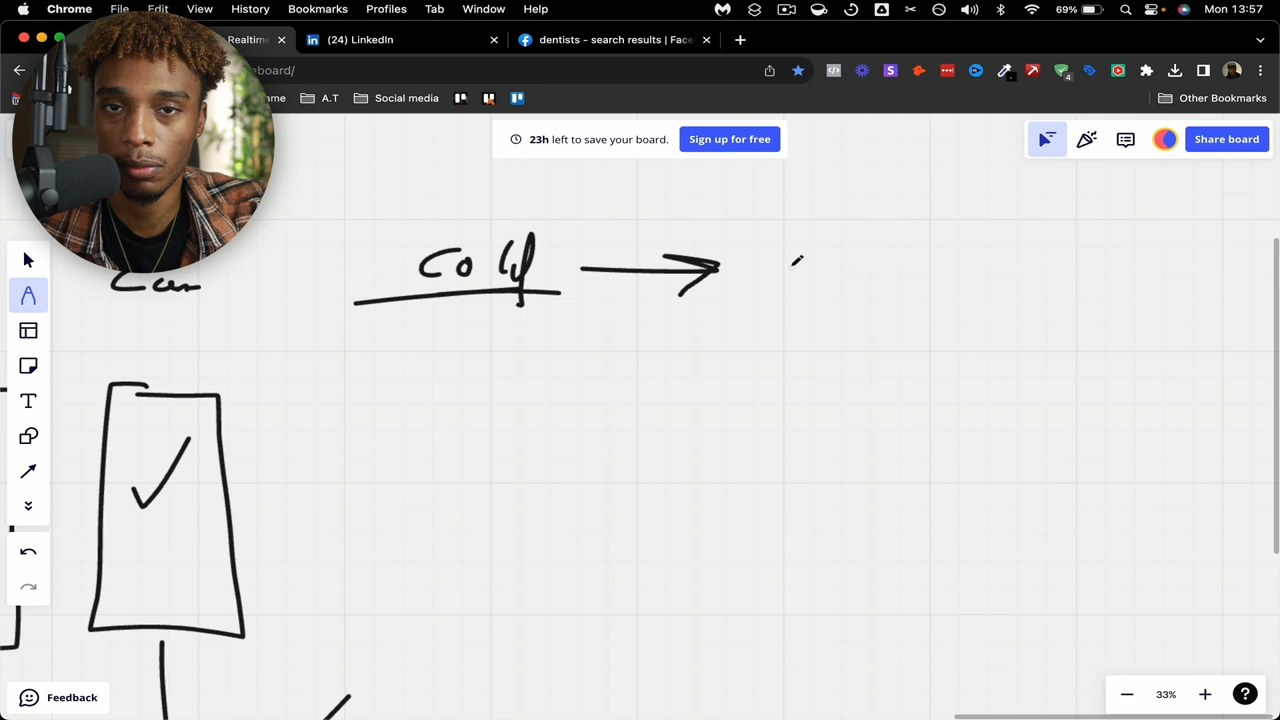 Chrome File Edit View History Bookmarks Profiles Tab Window Help 69% Mon 13:57
Realtime (24) LinkedIn dentists - search results | Face
eboard/
me A.T Social media Other Bookmarks
23h left to save your board. Sign up for free Share board
Cold
T
Feedback 33%